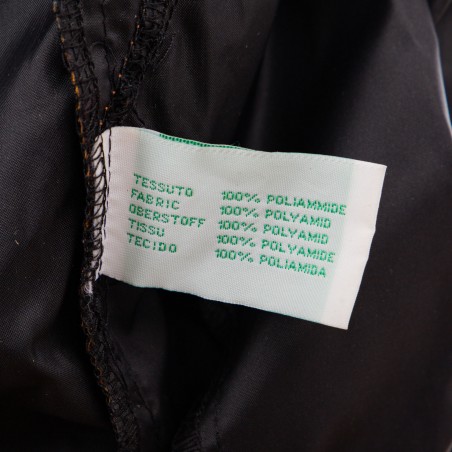 TESSUTO 100% POLIAMMIDE
FABRIC 100% POLYAMID
OBERSTOFF 100% POLYAMID
TISSU 100% POLYAMIDE
TECIDO 100% POLIAMIDA